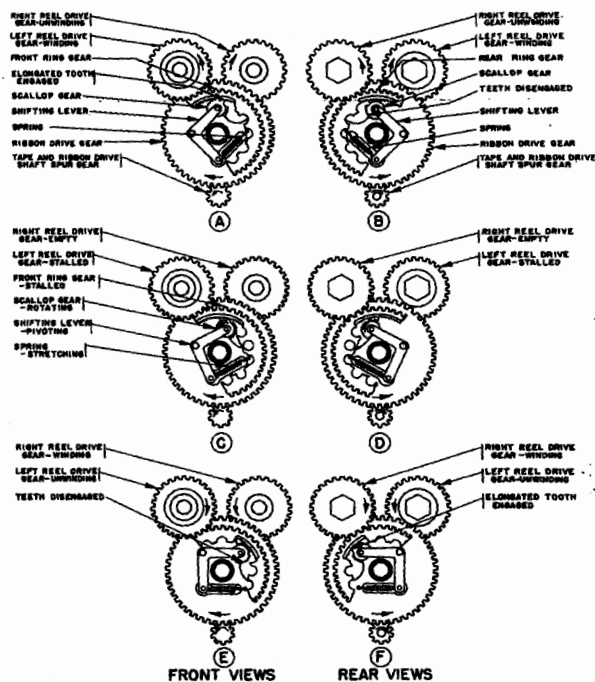 RIGHT REEL DRIVE
GEAR-UNWINDING
LEFT REEL DRIVE
GEAR-WINDING
FRONT RING GEAR
ELONGATED TOOTH
ENGAGED
SCALLOP GEAR
SHIFTING LEVER
SPRING
RIBBON DRIVE GEAR
TAPE AND RIBBON DRIVE
SHAFT SPUR GEAR
A
RIGHT REEL DRIVE
GEAR-UNWINDING
LEFT REEL DRIVE
GEAR-WINDING
REAR RING GEAR
SCALLOP GEAR
TEETH DISENGAGED
SHIFTING LEVER
SPRING
RIBBON DRIVE GEAR
TAPE AND RIBBON DRIVE
SHAFT SPUR GEAR
B
RIGHT REEL DRIVE
GEAR-EMPTY
LEFT REEL DRIVE
GEAR-STALLED
FRONT RING GEAR
-STALLED
SCALLOP GEAR
-ROTATING
SHIFTING LEVER
-PIVOTING
SPRING
-STRETCHING
C
RIGHT REEL DRIVE
GEAR-EMPTY
LEFT REEL DRIVE
GEAR-STALLED
D
RIGHT REEL DRIVE
GEAR-WINDING
LEFT REEL DRIVE
GEAR-UNWINDING
TEETH DISENGAGED
E
FRONT VIEWS
RIGHT REEL DRIVE
GEAR-WINDING
LEFT REEL DRIVE
GEAR-UNWINDING
ELONGATED TOOTH
ENGAGED
F
REAR VIEWS